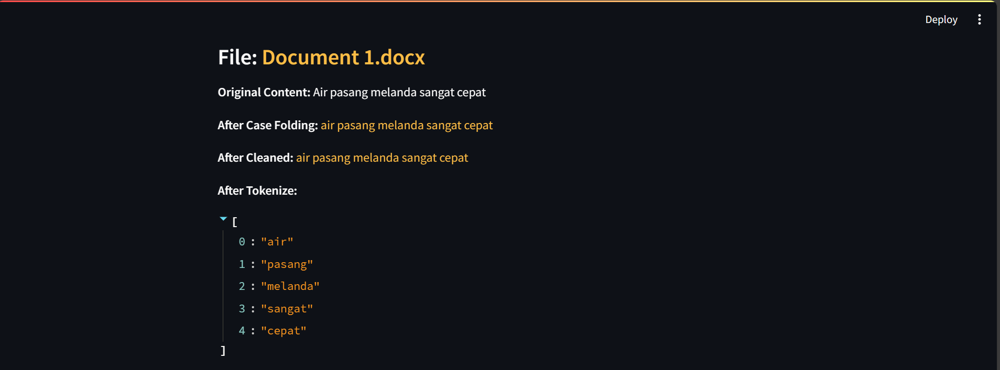 Deploy
File: Document 1.docx
Original Content: Air pasang melanda sangat cepat
After Case Folding: air pasang melanda sangat cepat
After Cleaned: air pasang melanda sangat cepat
After Tokenize:
[
0 : "air"
1 : "pasang"
2 : "melanda"
3 : "sangat"
4 : "cepat"
]